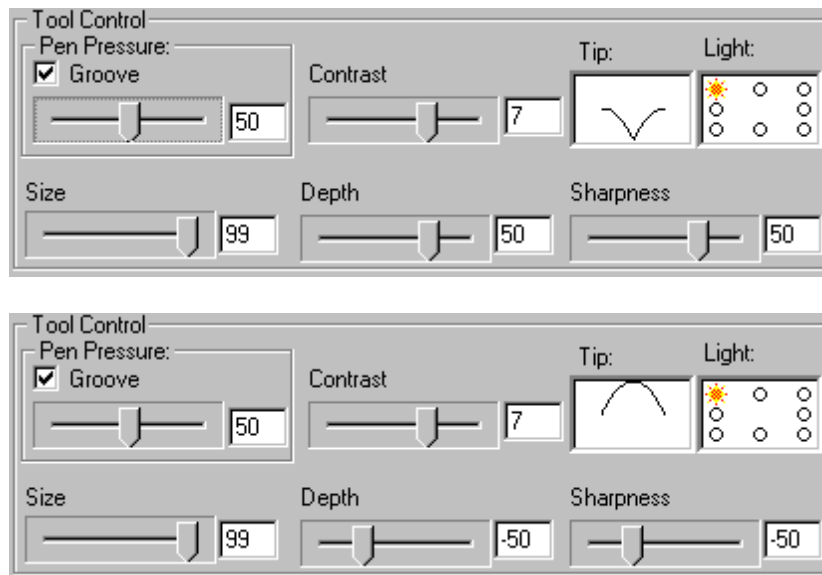 Tool Control
Pen Pressure:
Tip: Light:
Groove Contrast
50 7
Size Depth Sharpness
99 50 50
Tool Control
Pen Pressure:
Tip: Light:
Groove Contrast
50 7
Size Depth Sharpness
99 -50 -50